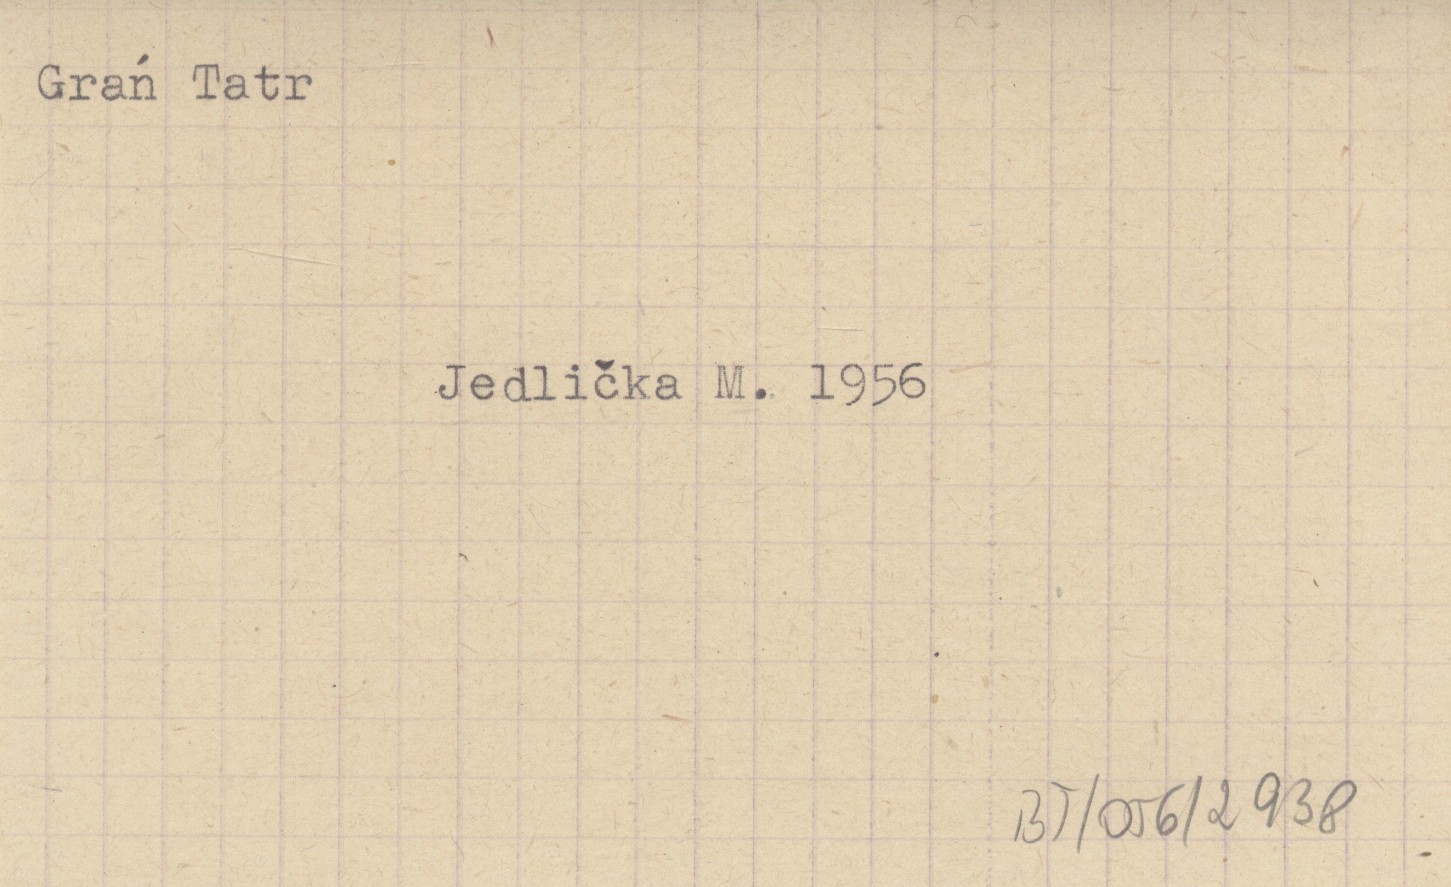 Grań Tatr
Jedlička M. 1956
BT/056/2938